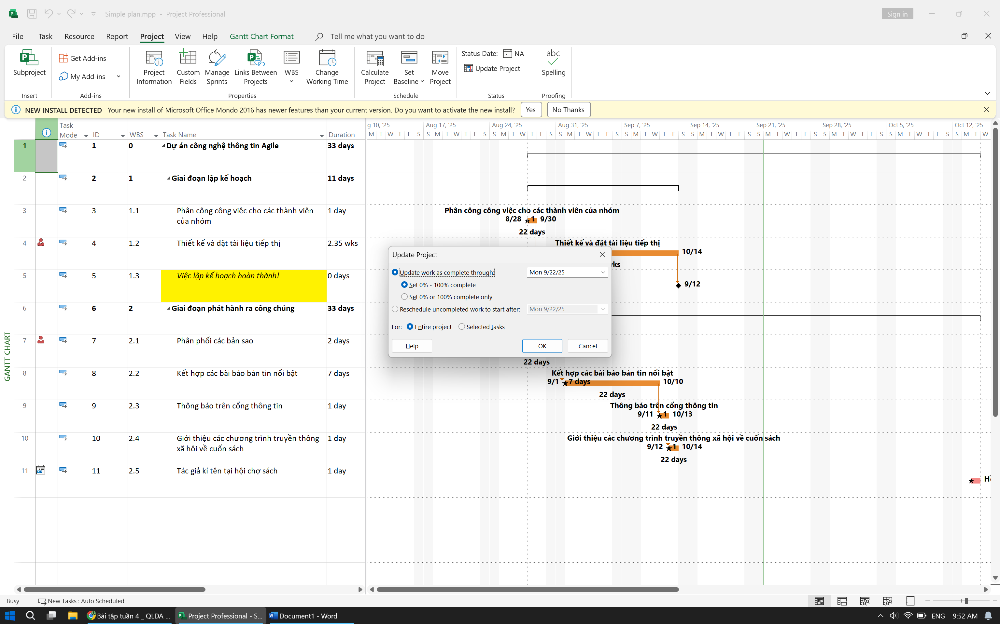 Simple plan.mpp - Project Professional
Sign in
File Task Resource Report Project View Help Gantt Chart Format Tell me what you want to do
Subproject
Get Add-ins
My Add-ins
Project Information
Custom Fields
Manage Sprints
Links Between Projects
WBS
Change Working Time
Calculate Project
Set Baseline
Move Project
Status Date: NA
Update Project
abc
Spelling
Insert Add-ins Properties Schedule Status Proofing
NEW INSTALL DETECTED Your new install of Microsoft Office Mondo 2016 has newer features than your current version. Do you want to activate the new install? Yes No Thanks
Task Mode ID WBS Task Name Duration
g 10, '25 Aug 17, '25 Aug 24, '25 Aug 31, '25 Sep 7, '25 Sep 14, '25 Sep 21, '25 Sep 28, '25 Oct 5, '25 Oct 12, '25
M T W T F S S M T W T F S S M T W T F S S M T W T F S S M T W T F S S M T W T F S S M T W T F S S M T W T F S S M T W T F S S M T W
1 1 0 Dự án công nghệ thông tin Agile 33 days
2 2 1 Giai đoạn lập kế hoạch 11 days
3 3 1.1 Phân công công việc cho các thành viên của nhóm 1 day
4 4 1.2 Thiết kế và đặt tài liệu tiếp thị 2.35 wks
5 5 1.3 Việc lập kế hoạch hoàn thành! 0 days
6 6 2 Giai đoạn phát hành ra công chúng 33 days
7 7 2.1 Phân phối các bản sao 2 days
8 8 2.2 Kết hợp các bài báo bản tin nổi bật 7 days
9 9 2.3 Thông báo trên cổng thông tin 1 day
10 10 2.4 Giới thiệu các chương trình truyền thông xã hội về cuốn sách 1 day
11 11 2.5 Tác giả kí tên tại hội chợ sách 1 day
GANTT CHART
Phân công công việc cho các thành viên của nhóm
8/28 1 9/30
22 days
Thiết kế và đặt tài liệu tiếp thị
10/14
9/12
Update Project
Update work as complete through: Mon 9/22/25
Set 0% - 100% complete
Set 0% or 100% complete only
Reschedule uncompleted work to start after: Mon 9/22/25
For: Entire project Selected tasks
Help OK Cancel
22 days
Kết hợp các bài báo bản tin nổi bật
9/1 7 days 10/10
22 days
Thông báo trên cổng thông tin
9/11 1 10/13
22 days
Giới thiệu các chương trình truyền thông xã hội về cuốn sách
9/12 1 10/14
22 days
Busy New Tasks : Auto Scheduled
Bài tập tuần 4 _ QLDA ... Project Professional - S... Document1 - Word ENG 9:52 AM